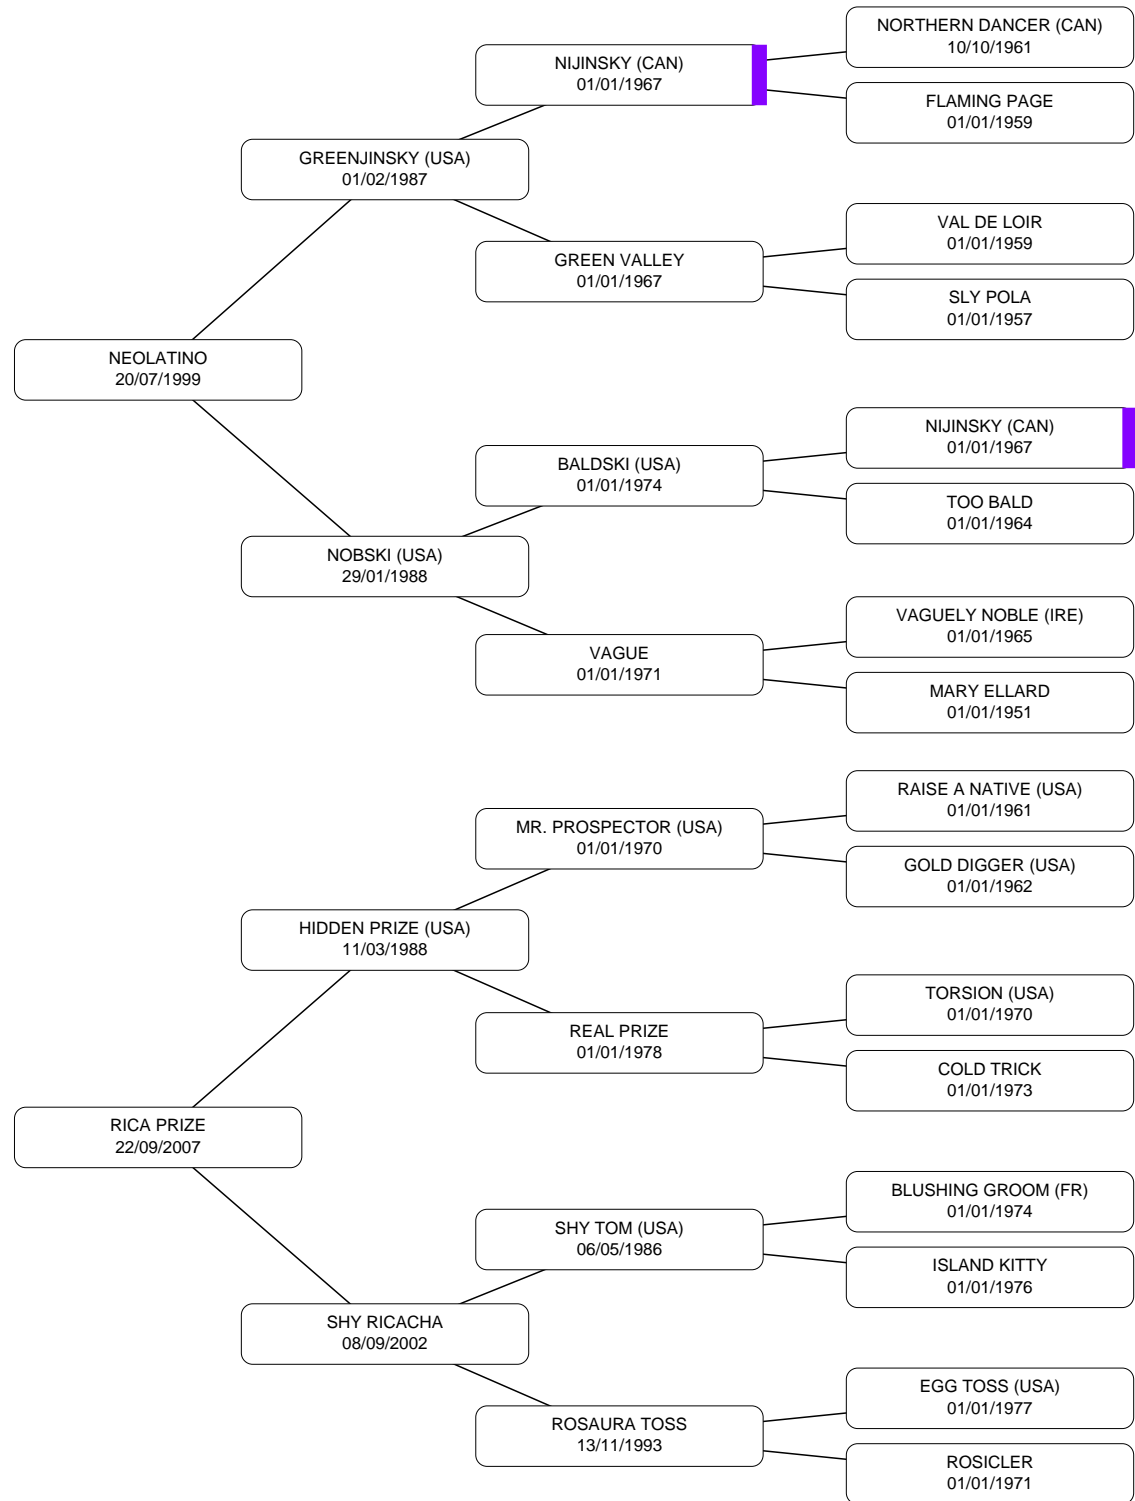 NORTHERN DANCER (CAN)
10/10/1961
NIJINSKY (CAN)
01/01/1967
FLAMING PAGE
01/01/1959
GREENJINSKY (USA)
01/02/1987
VAL DE LOIR
01/01/1959
GREEN VALLEY
01/01/1967
SLY POLA
01/01/1957
NEOLATINO
20/07/1999
NIJINSKY (CAN)
01/01/1967
BALDSKI (USA)
01/01/1974
TOO BALD
01/01/1964
NOBSKI (USA)
29/01/1988
VAGUELY NOBLE (IRE)
01/01/1965
VAGUE
01/01/1971
MARY ELLARD
01/01/1951
RAISE A NATIVE (USA)
01/01/1961
MR. PROSPECTOR (USA)
01/01/1970
GOLD DIGGER (USA)
01/01/1962
HIDDEN PRIZE (USA)
11/03/1988
TORSION (USA)
01/01/1970
REAL PRIZE
01/01/1978
COLD TRICK
01/01/1973
RICA PRIZE
22/09/2007
BLUSHING GROOM (FR)
01/01/1974
SHY TOM (USA)
06/05/1986
ISLAND KITTY
01/01/1976
SHY RICACHA
08/09/2002
EGG TOSS (USA)
01/01/1977
ROSAURA TOSS
13/11/1993
ROSICLER
01/01/1971